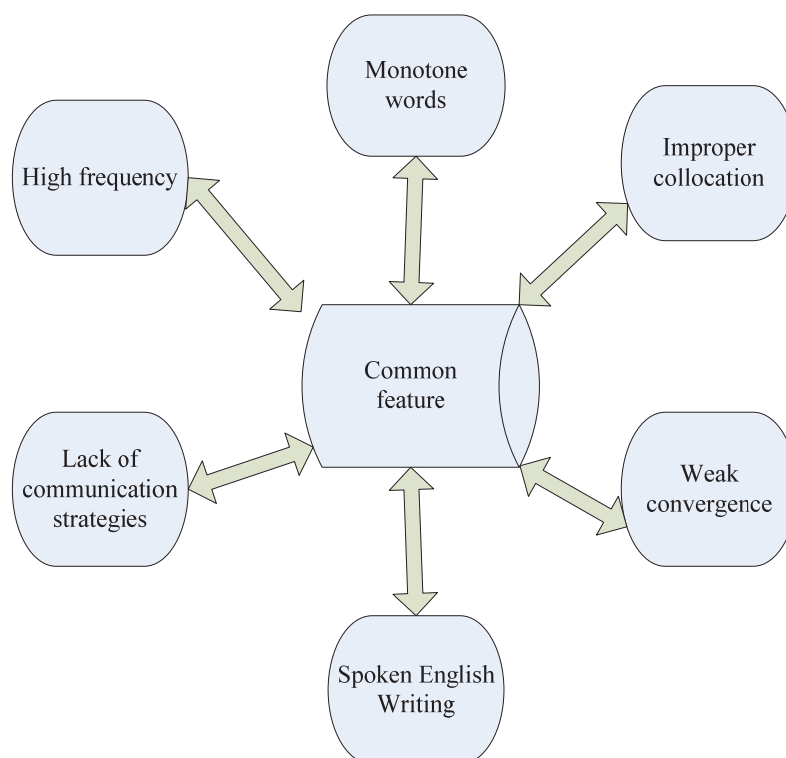 Monotone
words
High frequency
Improper
collocation
Common
feature
Lack of
communication
strategies
Weak
convergence
Spoken English
Writing